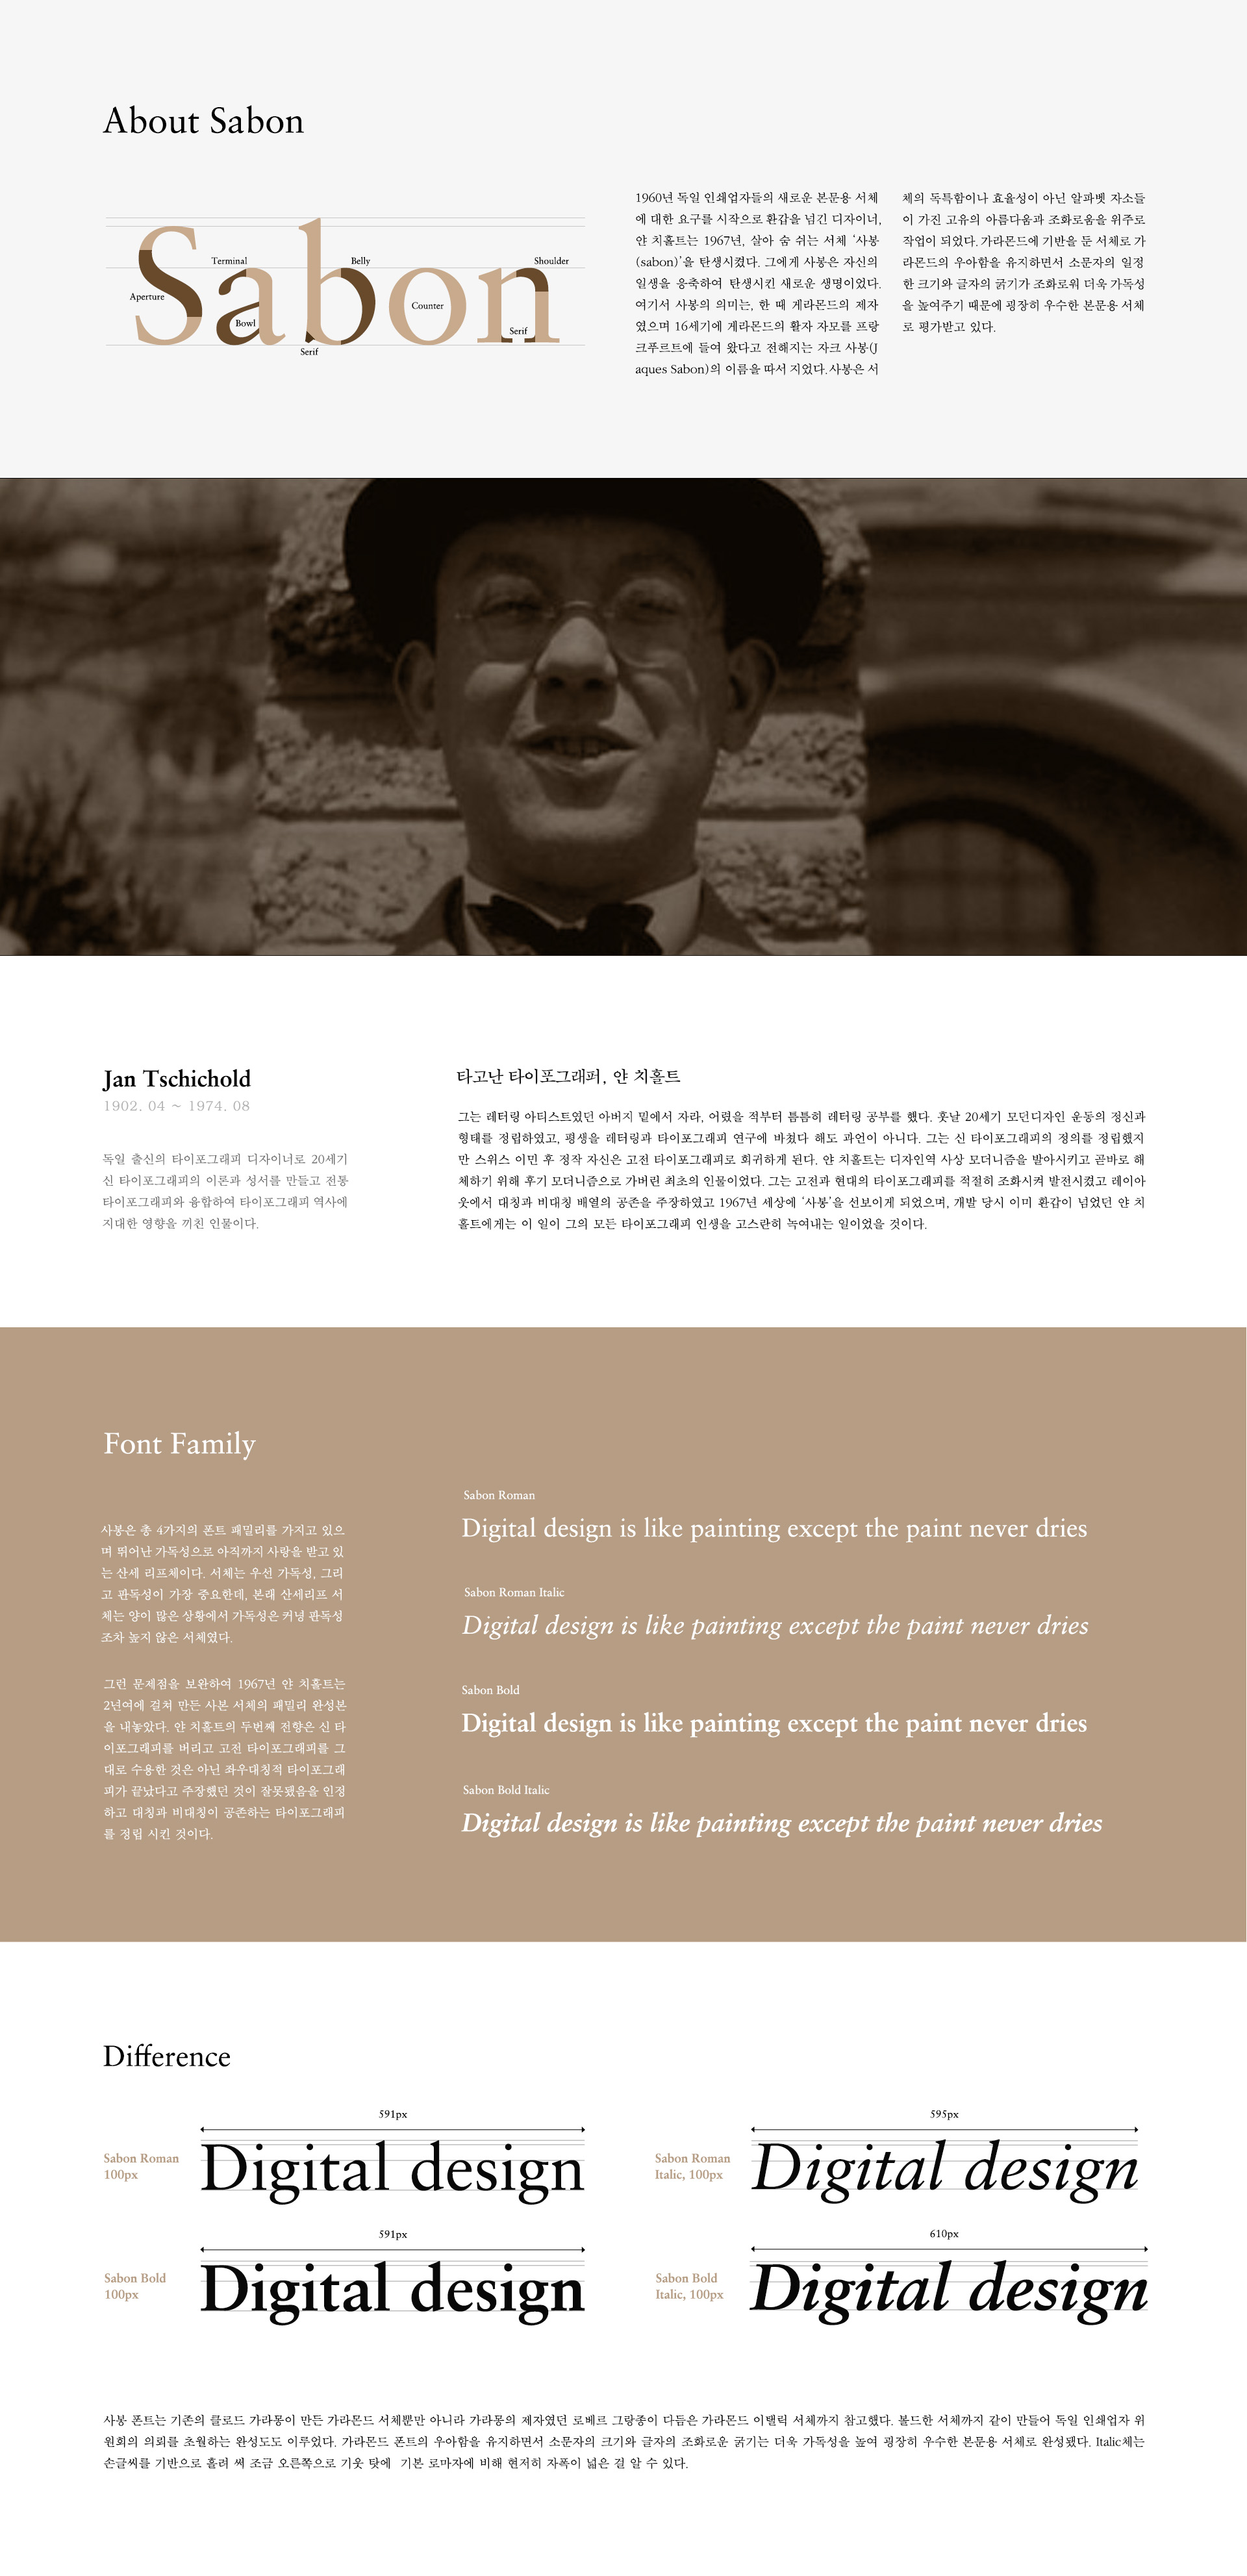 About Sabon
Terminal
Belly
Shoulder
Aperture
Sabon
Counter
Bowl
Serif
Serif
1960년 독일 인쇄업자들의 새로운 본문용 서체
에 대한 요구를 시작으로 환갑을 넘긴 디자이너,
얀 치홀트는 1967년, 살아 숨 쉬는 서체 ‘사봉
(sabon)’을 탄생시켰다. 그에게 사봉은 자신의
일생을 응축하여 탄생시킨 새로운 생명이었다.
여기서 사봉의 의미는, 한 때 게라몬드의 제자
였으며 16세기에 게라몬드의 활자 자모를 프랑
크푸르트에 들여 왔다고 전해지는 자크 사봉(J
aques Sabon)의 이름을 따서 지었다.사봉은 서
체의 독특함이나 효율성이 아닌 알파벳 자소들
이 가진 고유의 아름다움과 조화로움을 위주로
작업이 되었다. 가라몬드에 기반을 둔 서체로 가
라몬드의 우아함을 유지하면서 소문자의 일정
한 크기와 글자의 굵기가 조화로워 더욱 가독성
을 높여주기 때문에 굉장히 우수한 본문용 서체
로 평가받고 있다.
Jan Tschichold
1902. 04 ~ 1974. 08
독일 출신의 타이포그래피 디자이너로 20세기
신 타이포그래피의 이론과 성서를 만들고 전통
타이포그래피와 융합하여 타이포그래피 역사에
지대한 영향을 끼친 인물이다.
타고난 타이포그래퍼, 얀 치홀트
그는 레터링 아티스트였던 아버지 밑에서 자라, 어렸을 적부터 틈틈히 레터링 공부를 했다. 훗날 20세기 모던디자인 운동의 정신과
형태를 정립하였고, 평생을 레터링과 타이포그래피 연구에 바쳤다 해도 과언이 아니다. 그는 신 타이포그래피의 정의를 정립했지
만 스위스 이민 후 정작 자신은 고전 타이포그래피로 회귀하게 된다. 얀 치홀트는 디자인역 사상 모더니즘을 발아시키고 곧바로 해
체하기 위해 후기 모더니즘으로 가버린 최초의 인물이었다. 그는 고전과 현대의 타이포그래피를 적절히 조화시켜 발전시켰고 레이아
웃에서 대칭과 비대칭 배열의 공존을 주장하였고 1967년 세상에 ‘사봉’을 선보이게 되었으며, 개발 당시 이미 환갑이 넘었던 얀 치
홀트에게는 이 일이 그의 모든 타이포그래피 인생을 고스란히 녹여내는 일이었을 것이다.
Font Family
사봉은 총 4가지의 폰트 패밀리를 가지고 있으
며 뛰어난 가독성으로 아직까지 사랑을 받고 있
는 산세 리프체이다. 서체는 우선 가독성, 그리
고 판독성이 가장 중요한데, 본래 산세리프 서
체는 양이 많은 상황에서 가독성은 커녕 판독성
조차 높지 않은 서체였다.
그런 문제점을 보완하여 1967년 얀 치홀트는
2년여에 걸쳐 만든 사본 서체의 패밀리 완성본
을 내놓았다. 얀 치홀트의 두번째 전향은 신 타
이포그래피를 버리고 고전 타이포그래피를 그
대로 수용한 것은 아닌 좌우대칭적 타이포그래
피가 끝났다고 주장했던 것이 잘못됐음을 인정
하고 대칭과 비대칭이 공존하는 타이포그래피
를 정립 시킨 것이다.
Sabon Roman
Digital design is like painting except the paint never dries
Sabon Roman Italic
Digital design is like painting except the paint never dries
Sabon Bold
Digital design is like painting except the paint never dries
Sabon Bold Italic
Digital design is like painting except the paint never dries
Difference
591px
Sabon Roman
100px
Digital design
595px
Sabon Roman
Italic, 100px
Digital design
591px
Sabon Bold
100px
Digital design
610px
Sabon Bold
Italic, 100px
Digital design
사봉 폰트는 기존의 클로드 가라몽이 만든 가라몬드 서체뿐만 아니라 가라몽의 제자였던 로베르 그랑종이 다듬은 가라몬드 이탤릭 서체까지 참고했다. 볼드한 서체까지 같이 만들어 독일 인쇄업자 위
원회의 의뢰를 초월하는 완성도도 이루었다. 가라몬드 폰트의 우아함을 유지하면서 소문자의 크기와 글자의 조화로운 굵기는 더욱 가독성을 높여 굉장히 우수한 본문용 서체로 완성됐다. Italic체는
손글씨를 기반으로 흘려 써 조금 오른쪽으로 기웃 탓에 기본 로마자에 비해 현저히 자폭이 넓은 걸 알 수 있다.